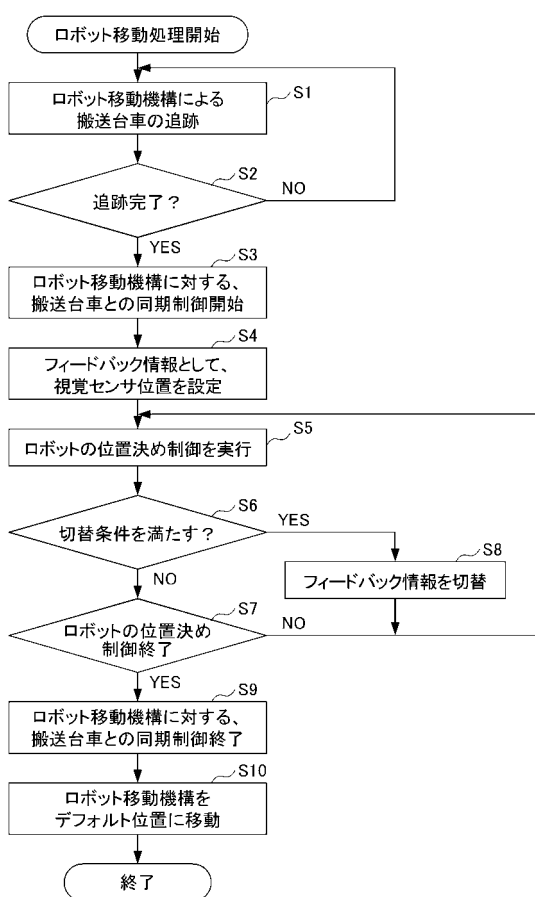 ロボット移動処理開始
S1
ロボット移動機構による
搬送台車の追跡
S2
追跡完了？
NO
YES
S3
ロボット移動機構に対する、
搬送台車との同期制御開始
S4
フィードバック情報として、
視覚センサ位置を設定
S5
ロボットの位置決め制御を実行
S6
切替条件を満たす？
YES
NO
S8
フィードバック情報を切替
S7
ロボットの位置決め
制御終了
NO
YES
S9
ロボット移動機構に対する、
搬送台車との同期制御終了
S10
ロボット移動機構を
デフォルト位置に移動
終了